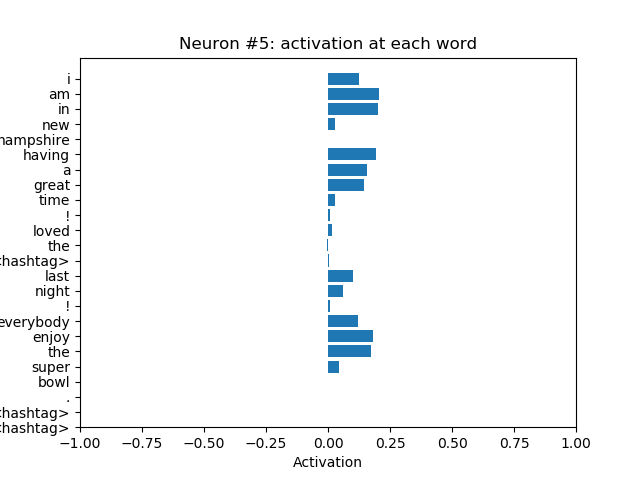 Neuron #5: activation at each word
i
am
in
new
hampshire
having
a
great
time
!
loved
the
hashtag>
last
night
!
everybody
enjoy
the
super
bowl
.
hashtag>
hashtag>
−1.00 −0.75 −0.50 −0.25 0.00 0.25 0.50 0.75 1.00
Activation